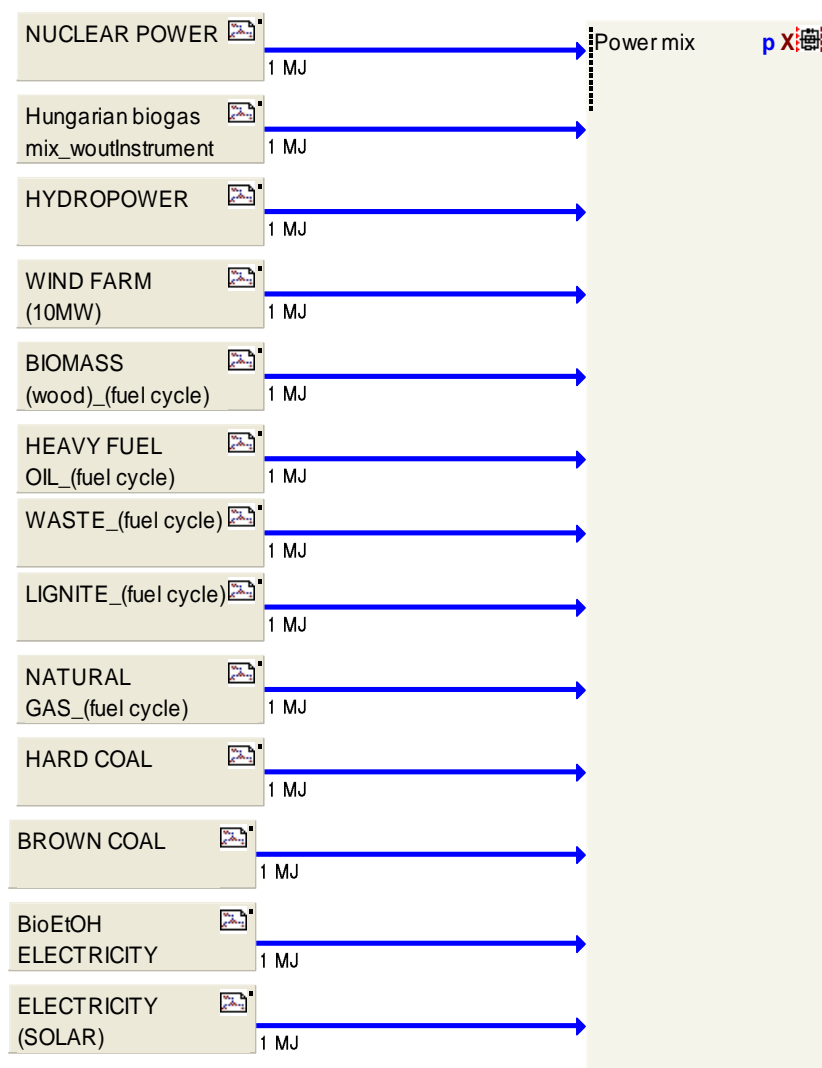 NUCLEAR POWER
1 MJ
Power mix p X
Hungarian biogas
mix_woutInstrument
1 MJ
HYDROPOWER
1 MJ
WIND FARM
(10MW)
1 MJ
BIOMASS
(wood)_(fuel cycle)
1 MJ
HEAVY FUEL
OIL_(fuel cycle)
1 MJ
WASTE_(fuel cycle)
1 MJ
LIGNITE_(fuel cycle)
1 MJ
NATURAL
GAS_(fuel cycle)
1 MJ
HARD COAL
1 MJ
BROWN COAL
1 MJ
BioEtOH
ELECTRICITY
1 MJ
ELECTRICITY
(SOLAR)
1 MJ